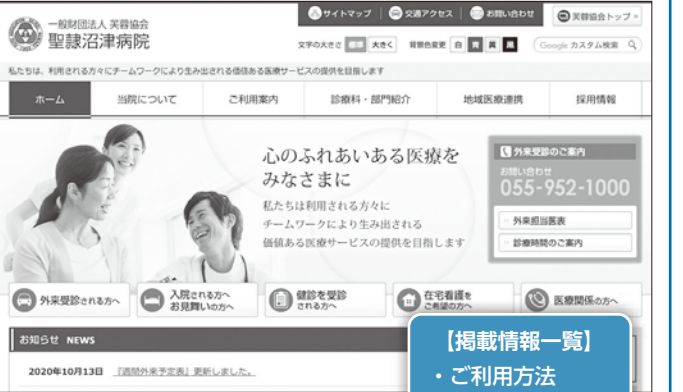 一般財団法人 芙蓉協会
聖隷沼津病院
サイトマップ
交通アクセス
お問い合わせ
芙蓉協会トップ
文字の大きさ 標準 大きく 背景色変更 白 青 黄 黒
Google カスタム検索
私たちは、利用される方々にチームワークにより生み出される価値ある医療サービスの提供を目指します
ホーム
当院について
ご利用案内
診療科・部門紹介
地域医療連携
採用情報
心のふれあいある医療を
みなさまに
私たちは利用される方々に
チームワークにより生み出される
価値ある医療サービスの提供を目指します
外来受診のご案内
お問い合わせ
055-952-1000
外来担当医表
診療時間のご案内
外来受診される方へ
入院される方へ
お見舞いの方へ
健診を受診
される方へ
在宅看護を
ご希望の方へ
医療関係の方へ
お知らせ NEWS
2020年10月13日 『週間外来予定表』更新しました。
【掲載情報一覧】
・ご利用方法